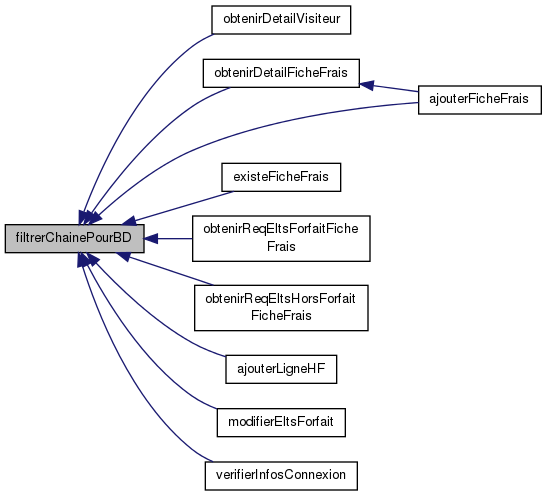 obtenirDetailVisiteur
obtenirDetailFicheFrais
ajouterFicheFrais
existeFicheFrais
filtrerChainePourBD
obtenirReqEltsForfaitFiche
Frais
obtenirReqEltsHorsForfait
FicheFrais
ajouterLigneHF
modifierEltsForfait
verifierInfosConnexion